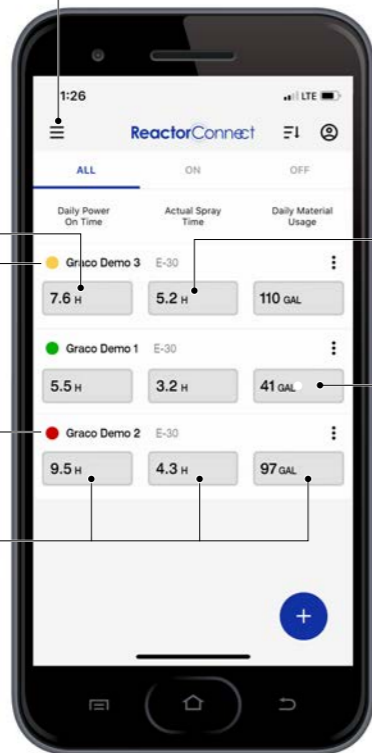 1:26
LTE
ReactorConnect
ALL ON OFF
Daily Power Actual Spray Daily Material
On Time Time Usage
Graco Demo 3 E-30
7.6 H 5.2 H 110 GAL
Graco Demo 1 E-30
5.5 H 3.2 H 41 GAL
Graco Demo 2 E-30
9.5 H 4.3 H 97 GAL